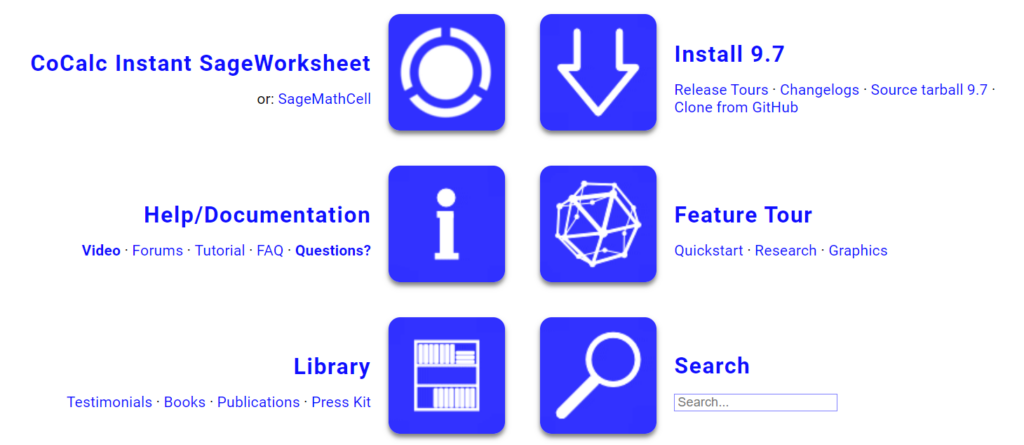 CoCalc Instant SageWorksheet
or: SageMathCell
Install 9.7
Release Tours · Changelogs · Source tarball 9.7 ·
Clone from GitHub
Help/Documentation
Video · Forums · Tutorial · FAQ · Questions?
Feature Tour
Quickstart · Research · Graphics
Library
Testimonials · Books · Publications · Press Kit
Search
Search...